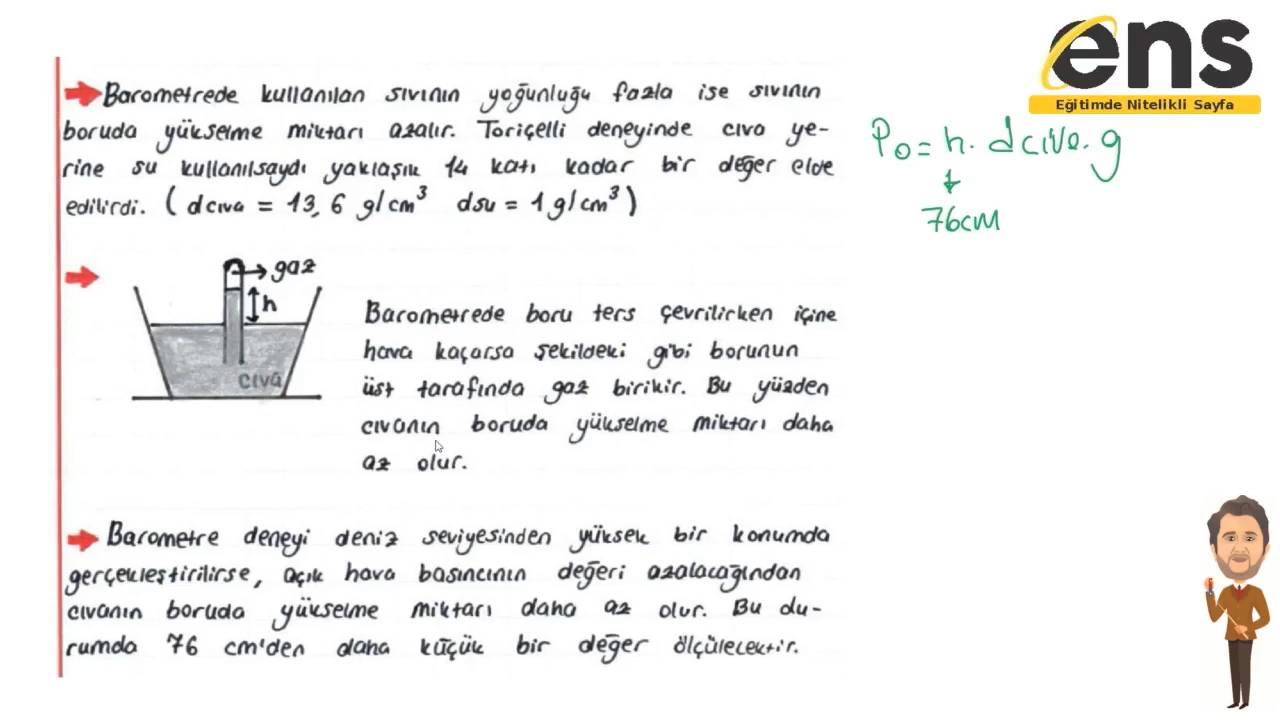 ens
Eğitimde Nitelikli Sayfa
Barometrede kullanılan sıvının yoğunluğu fazla ise sıvının
boruda yükselme miktarı azalır. Toriçelli deneyinde cıva ye-
rine su kullanılsaydı yaklaşık 14 katı kadar bir değer elde
edilirdi. (dcıva = 13,6 g/cm³ dsu = 1 g/cm³)
P₀ = h. dcıva. g
76cm
gaz
h
cıva
Barometrede boru ters çevrilirken içine
hava kaçarsa şekildeki gibi borunun
üst tarafında gaz birikir. Bu yüzden
cıvanın boruda yükselme miktarı daha
az olur.
Barometre deneyi deniz seviyesinden yüksek bir konumda
gerçekleştirilirse, açık hava basıncının değeri azalacağından
cıvanın boruda yükselme miktarı daha az olur. Bu du-
rumda 76 cm'den daha küçük bir değer ölçülecektir.